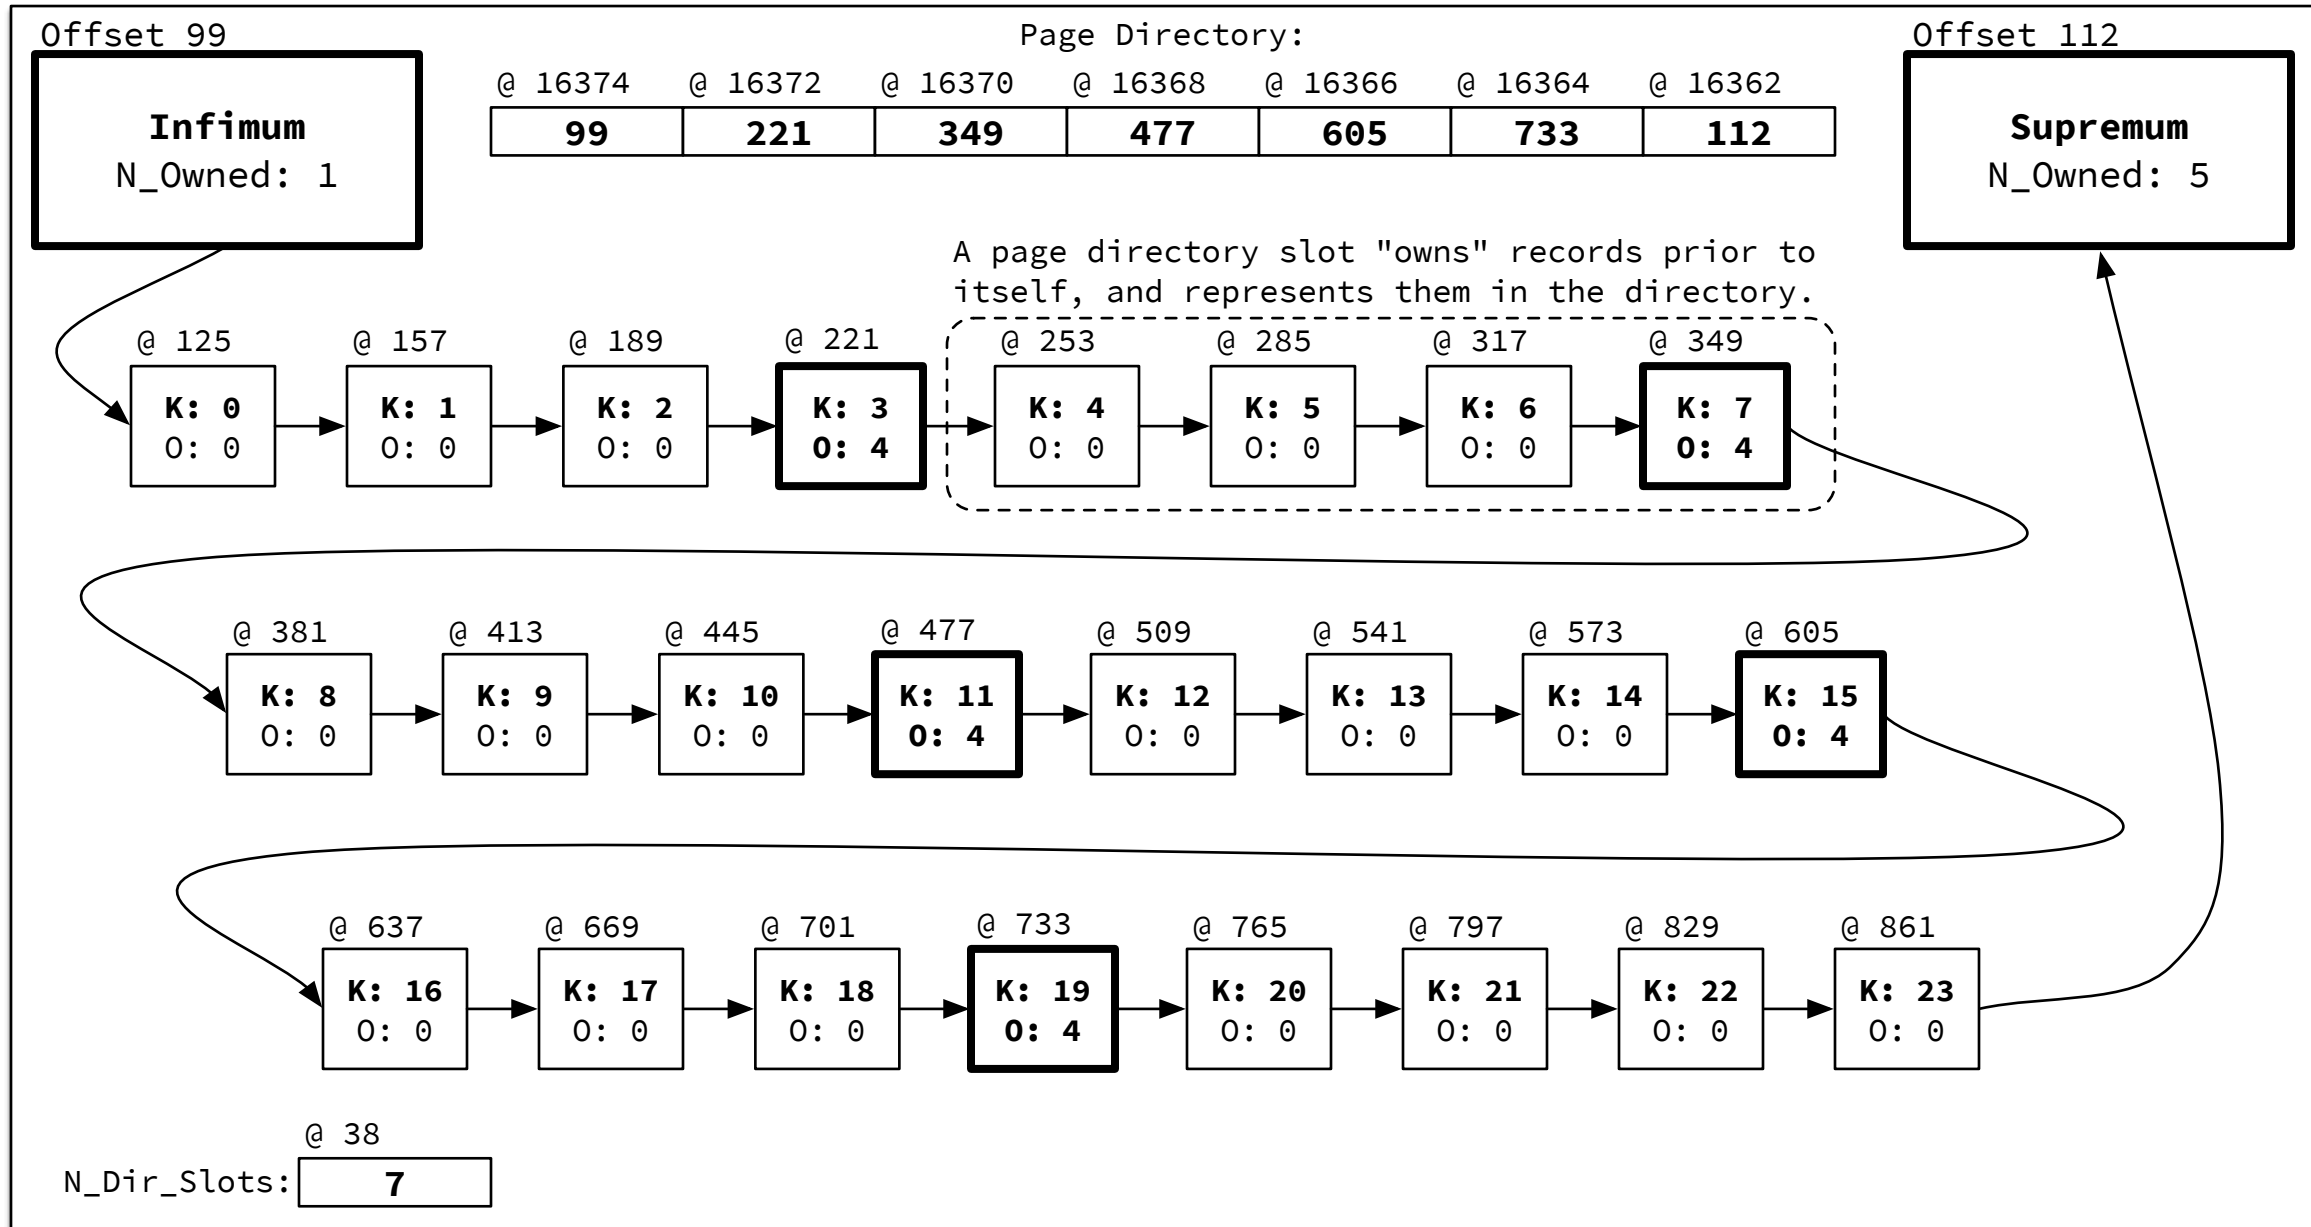 Offset 99
Page Directory:
Offset 112
Infimum
N_Owned: 1
@ 16374 @ 16372 @ 16370 @ 16368 @ 16366 @ 16364 @ 16362
99 221 349 477 605 733 112
Supremum
N_Owned: 5
A page directory slot "owns" records prior to
itself, and represents them in the directory.
@ 125 @ 157 @ 189 @ 221 @ 253 @ 285 @ 317 @ 349
K: 0 K: 1 K: 2 K: 3 K: 4 K: 5 K: 6 K: 7
O: 0 O: 0 O: 0 O: 4 O: 0 O: 0 O: 0 O: 4
@ 381 @ 413 @ 445 @ 477 @ 509 @ 541 @ 573 @ 605
K: 8 K: 9 K: 10 K: 11 K: 12 K: 13 K: 14 K: 15
O: 0 O: 0 O: 0 O: 4 O: 0 O: 0 O: 0 O: 4
@ 637 @ 669 @ 701 @ 733 @ 765 @ 797 @ 829 @ 861
K: 16 K: 17 K: 18 K: 19 K: 20 K: 21 K: 22 K: 23
O: 0 O: 0 O: 0 O: 4 O: 0 O: 0 O: 0 O: 0
@ 38
N_Dir_Slots: 7